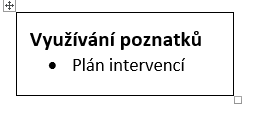 Využívání poznatků
• Plán intervencí